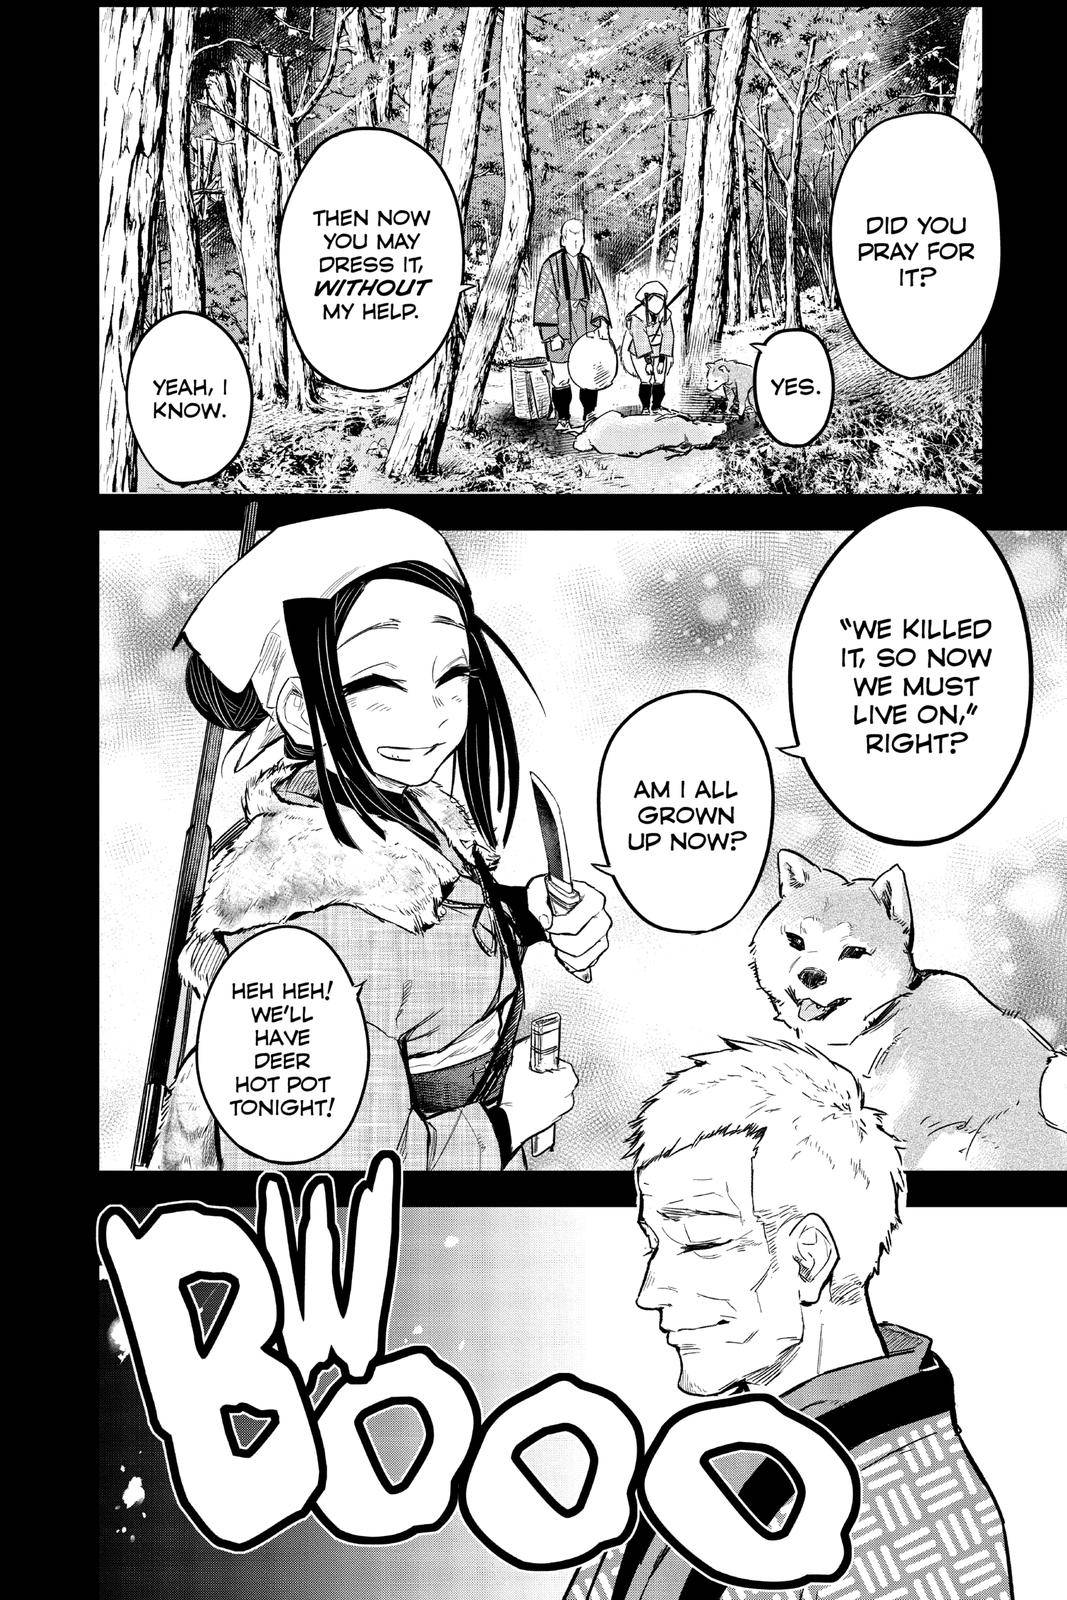 DID YOU
PRAY FOR
IT?
YES.
THEN NOW
YOU MAY
DRESS IT,
WITHOUT
MY HELP.
YEAH, I
KNOW.
“WE KILLED
IT, SO NOW
WE MUST
LIVE ON,”
RIGHT?
AM I ALL
GROWN
UP NOW?
HEH HEH!
WE'LL
HAVE
DEER
HOT POT
TONIGHT!
BWOOO